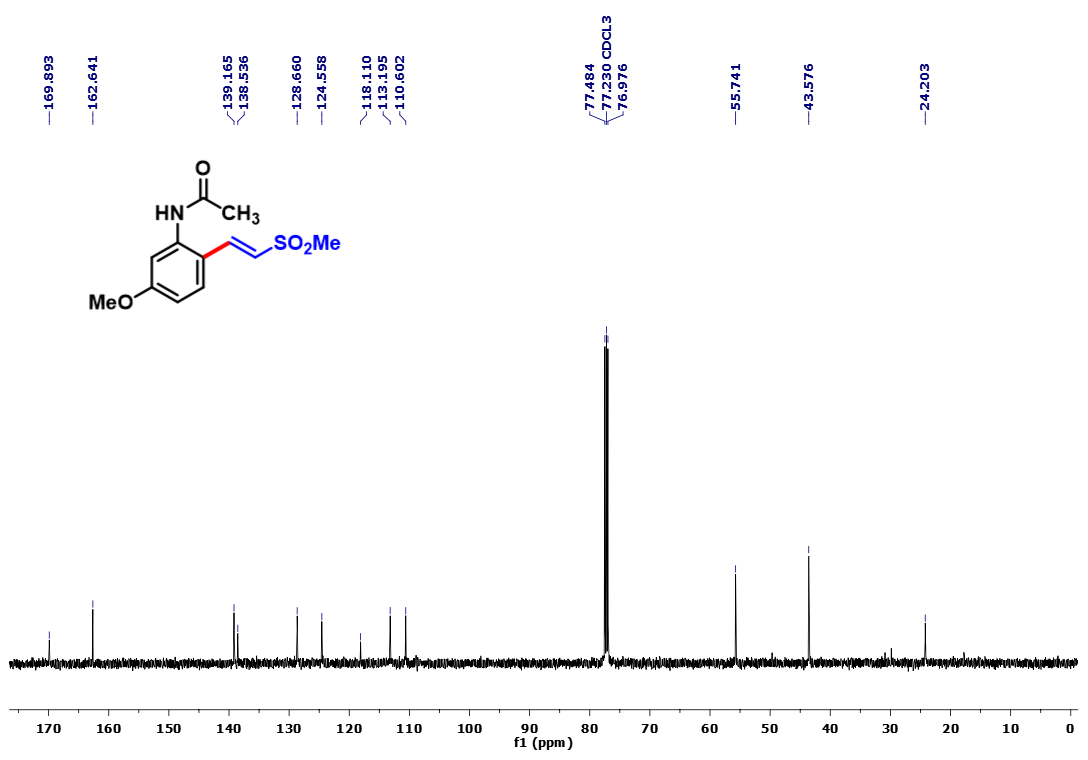 169.893
162.641
139.165
138.536
128.660
124.558
118.110
113.195
110.602
77.484
77.230 CDCL3
76.976
55.741
43.576
24.203
O
HN
CH3
SO2Me
MeO
170 160 150 140 130 120 110 100 90 80 70 60 50 40 30 20 10 0
f1 (ppm)